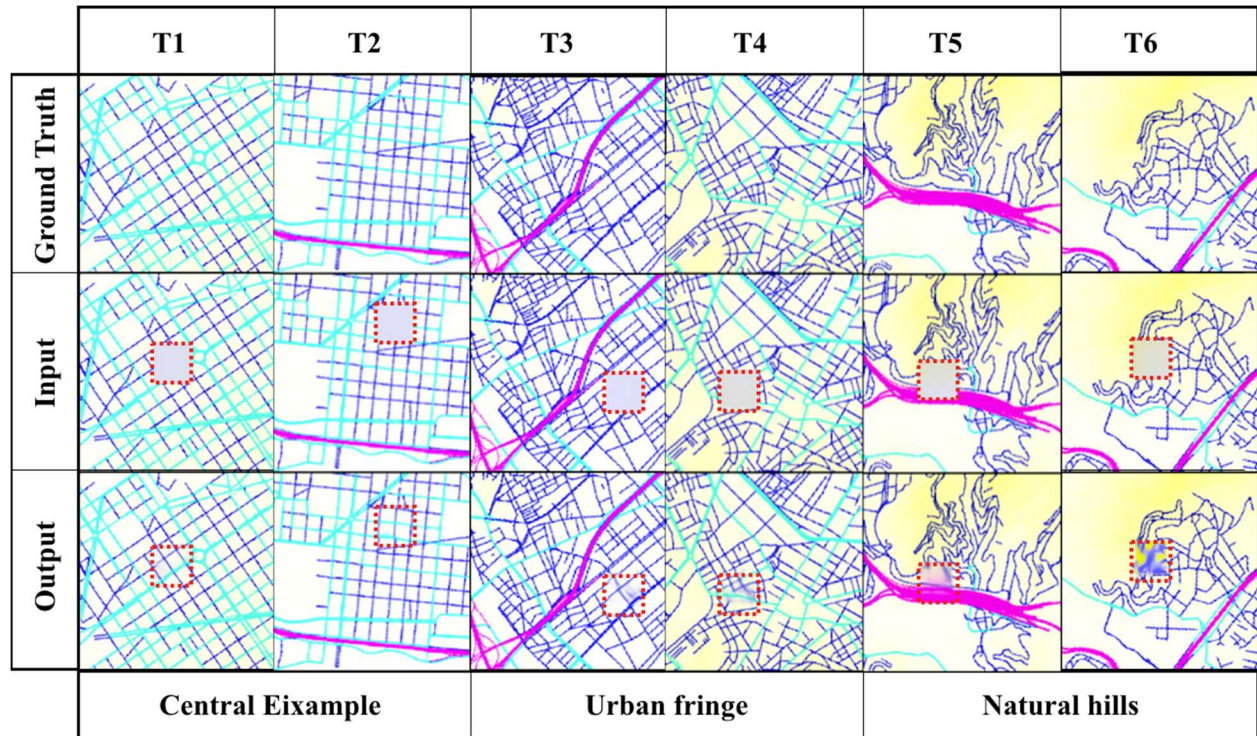 T1 T2 T3 T4 T5 T6
Ground Truth
Input
Output
Central Eixample Urban fringe Natural hills